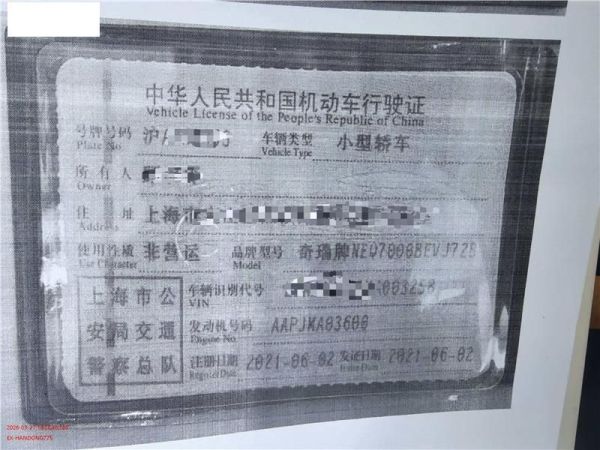 中华人民共和国机动车行驶证
Vehicle License of the People's Republic of China
号牌号码 沪 车辆类型 小型轿车
Plate No Vehicle Type
所有人
Owner
住址 上海市
Address
使用性质 非营运 品牌型号 奇瑞牌NEQ7000BEVJ72B
Use Character Model
上海市公 车辆识别代号 003258
VIN
安局交通 发动机号码 AAPJKA03600
Engine No
警察总队 注册日期 2021-06-02 发证日期 2021-06-02
Register Date Issue Date
EX-HANDONG775